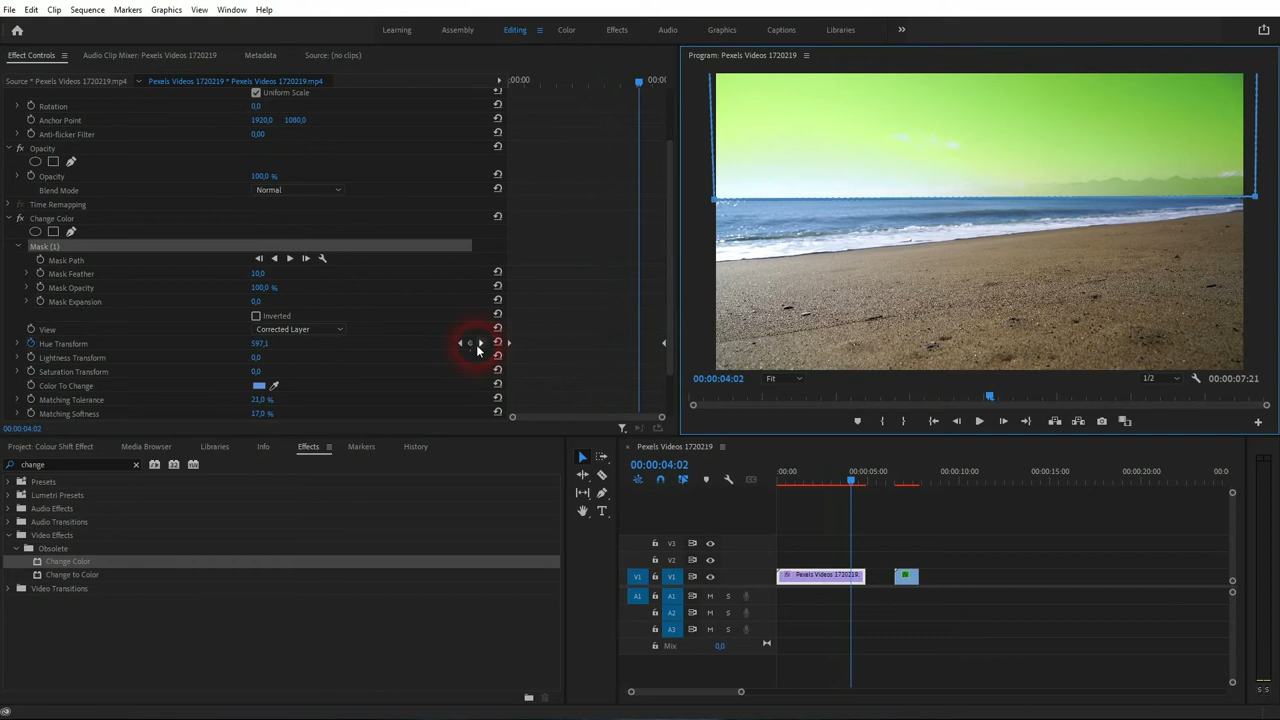 File Edit Clip Sequence Markers Graphics View Window Help
Learning Assembly Editing Color Effects Audio Graphics Captions Libraries
Effect Controls Audio Clip Mixer: Pexels Videos 1720219 Metadata Source: (no clips) Program: Pexels Videos 1720219
Source * Pexels Videos 1720219.mp4 Pexels Videos 1720219 * Pexels Videos 1720219.mp4 :00:00 00:0
Uniform Scale
Rotation 0,0
Anchor Point 1920,0 1080,0
Anti-flicker Filter 0,00
fx Opacity
Opacity 100,0 %
Blend Mode Normal
Time Remapping
fx Change Color
Mask (1)
Mask Path
Mask Feather 10,0
Mask Opacity 100,0 %
Mask Expansion 0,0
Inverted
View Corrected Layer
Hue Transform 597,1
Lightness Transform 0,0
Saturation Transform 0,0
Color To Change
Matching Tolerance 21,0 %
Matching Softness 17,0 %
00:00:04:02
00:00:04:02 Fit 1/2 00:00:07:21
Project: Colour Shift Effect Media Browser Libraries Info Effects Markers History
change
Presets
Lumetri Presets
Audio Effects
Audio Transitions
Video Effects
Obsolete
Change Color
Change to Color
Video Transitions
× Pexels Videos 1720219
00:00:04:02
:00:00 00:00:05:00 00:00:10:00 00:00:15:00 00:00:20:00 00:0
V3
V2
V1 V1 fx Pexels Videos 1720219. fx
A1 A1 M S
A2 M S
A3 M S
Mix 0,0
S S